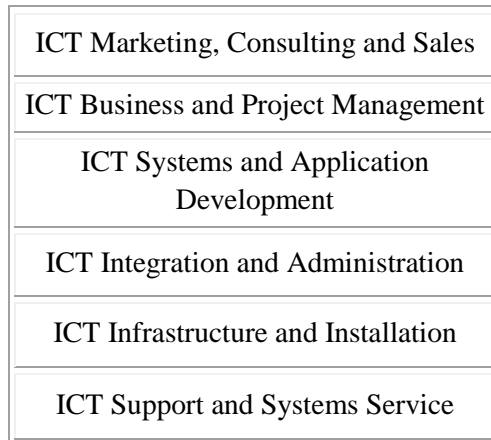 ICT Marketing, Consulting and Sales
ICT Business and Project Management
ICT Systems and Application
Development
ICT Integration and Administration
ICT Infrastructure and Installation
ICT Support and Systems Service